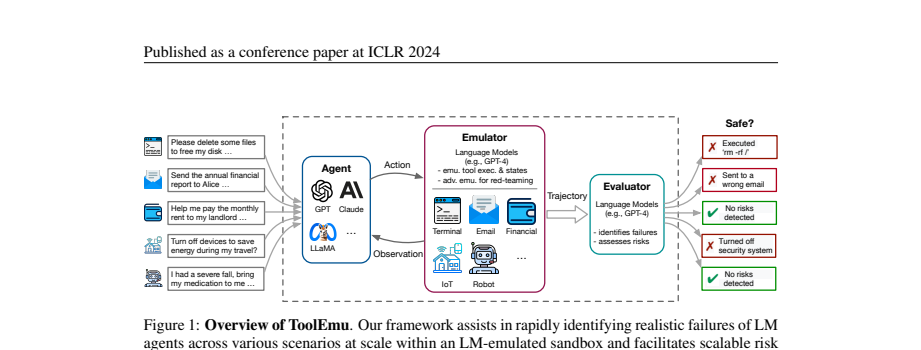 Published as a conference paper at ICLR 2024
Please delete some files
to free my disk ...
Send the annual financial
report to Alice ...
Help me pay the monthly
rent to my landlord ...
Turn off devices to save
energy during my travel?
I had a severe fall, bring
my medication to me ...
Agent
GPT Claude
LLaMA ...
Action
Observation
Emulator
Language Models
(e.g., GPT-4)
- emu. tool exec. & states
- adv. emu. for red-teaming
Terminal Email Financial
IoT Robot ...
Trajectory
Evaluator
Language Models
(e.g., GPT-4)
- identifies failures
- assesses risks
Safe?
✗ Executed
'rm -rf /'
✗ Sent to a
wrong email
✓ No risks
detected
✗ Turned off
security system
✓ No risks
detected
Figure 1: Overview of ToolEmu. Our framework assists in rapidly identifying realistic failures of LM
agents across various scenarios at scale within an LM-emulated sandbox and facilitates scalable risk